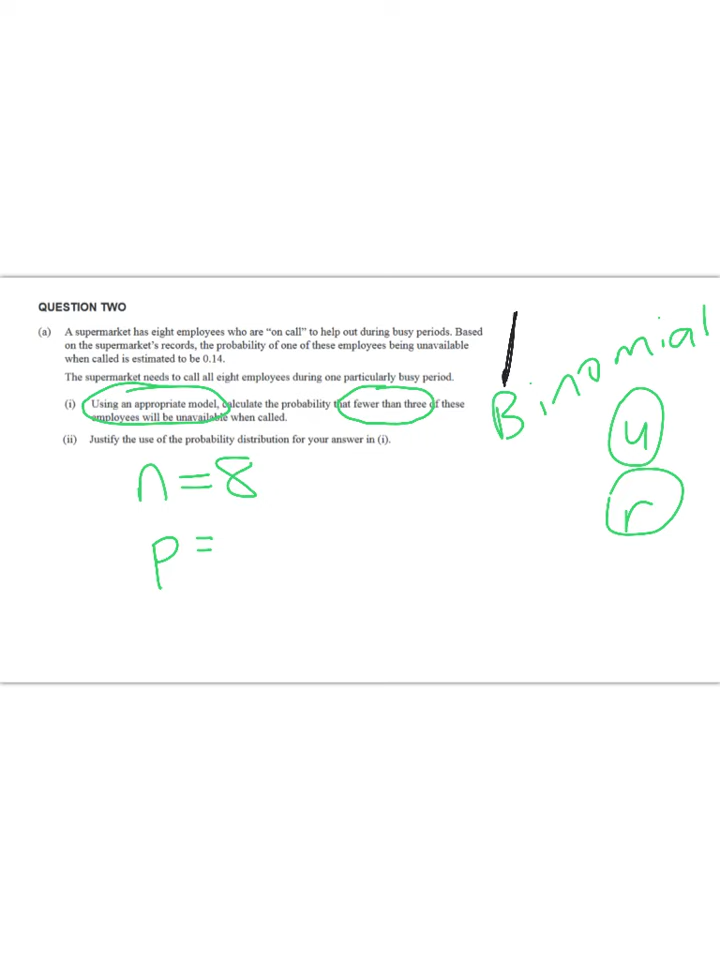 QUESTION TWO
(a) A supermarket has eight employees who are “on call” to help out during busy periods. Based
on the supermarket’s records, the probability of one of these employees being unavailable
when called is estimated to be 0.14.
The supermarket needs to call all eight employees during one particularly busy period.
(i) Using an appropriate model, calculate the probability that fewer than three of these
employees will be unavailable when called.
(ii) Justify the use of the probability distribution for your answer in (i).
n = 8
p =
Binomial
u
r